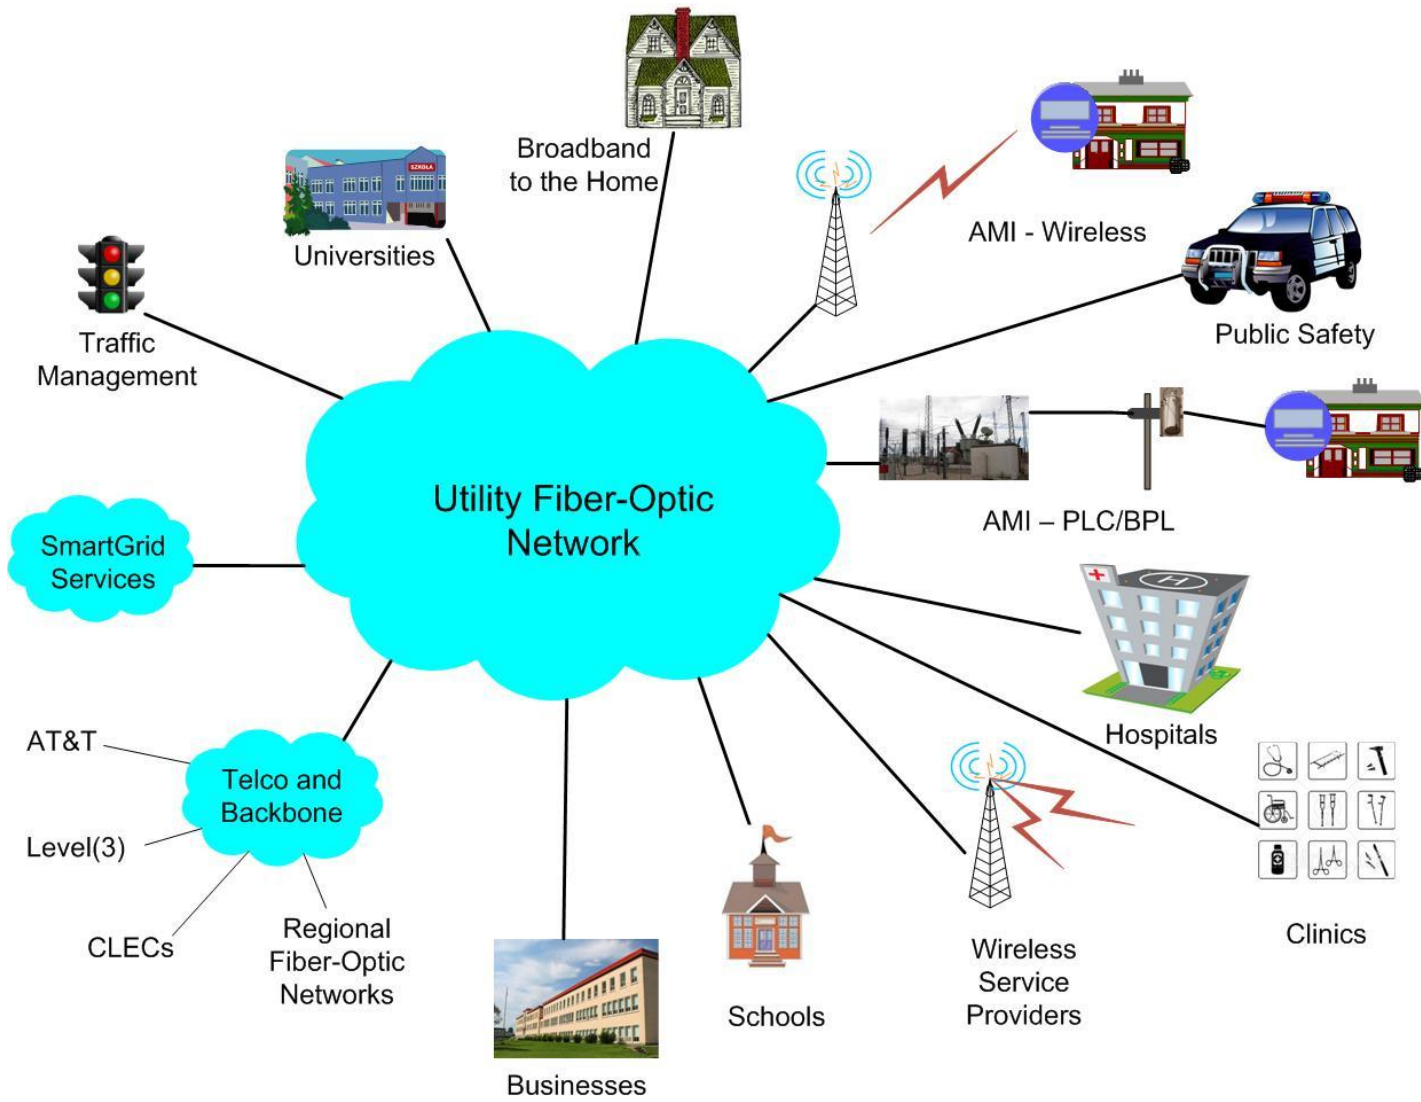 Broadband
to the Home
SZKOŁA
Universities
AMI - Wireless
Public Safety
Traffic
Management
Utility Fiber-Optic
Network
AMI – PLC/BPL
SmartGrid
Services
H
Hospitals
AT&T
Telco and
Backbone
Level(3)
CLECs
Regional
Fiber-Optic
Networks
Businesses
Schools
Wireless
Service
Providers
Clinics